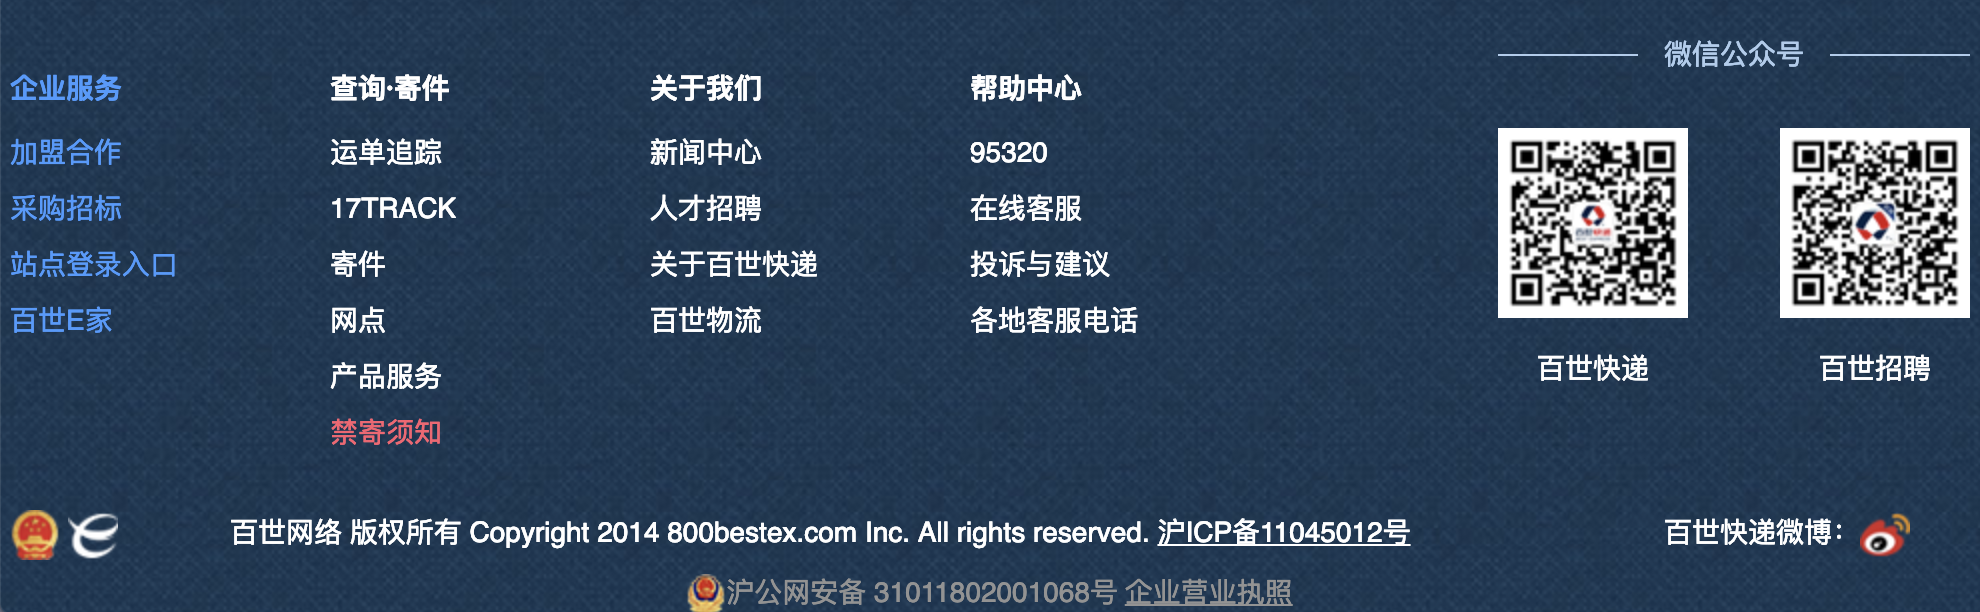 企业服务
加盟合作
采购招标
站点登录入口
百世E家
查询·寄件
运单追踪
17TRACK
寄件
网点
产品服务
禁寄须知
关于我们
新闻中心
人才招聘
关于百世快递
百世物流
帮助中心
95320
在线客服
投诉与建议
各地客服电话
微信公众号
百世快递
百世快递
百世招聘
百世网络 版权所有 Copyright 2014 800bestex.com Inc. All rights reserved. 沪ICP备11045012号
百世快递微博：
沪公网安备 31011802001068号 企业营业执照